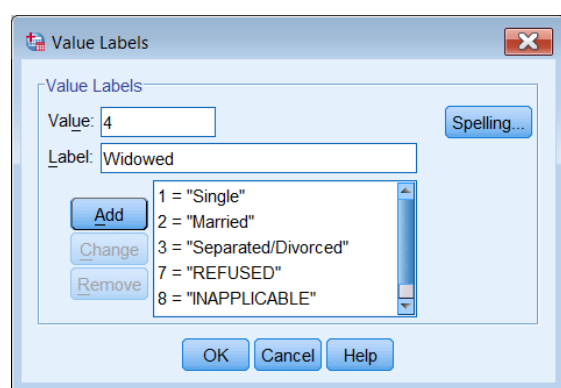 Value Labels
Value Labels
Value: 4
Spelling...
Label: Widowed
Add
Change
Remove
1 = "Single"
2 = "Married"
3 = "Separated/Divorced"
7 = "REFUSED"
8 = "INAPPLICABLE"
OK Cancel Help